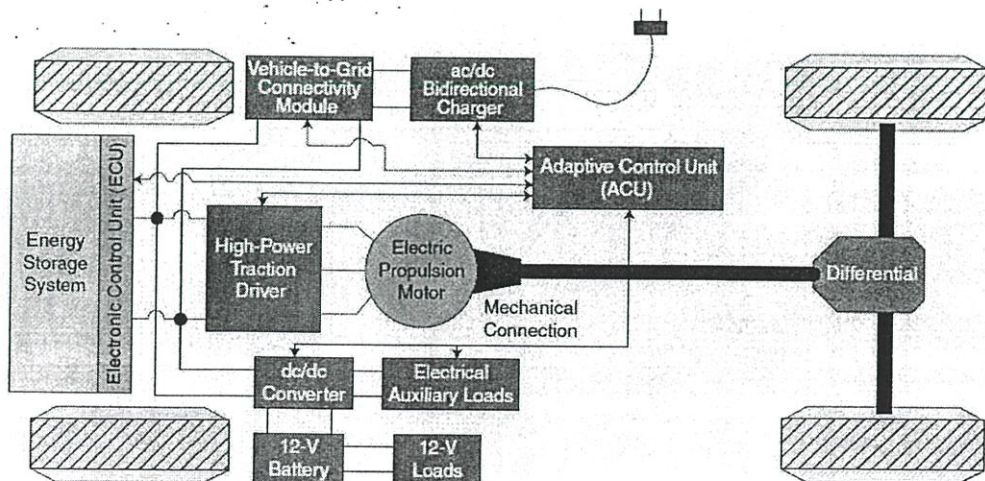 Vehicle-to-Grid
Connectivity
Module
ac/dc
Bidirectional
Charger
Adaptive Control Unit
(ACU)
Energy
Storage
System
Electronic Control Unit (ECU)
High-Power
Traction
Driver
Electric
Propulsion
Motor
Mechanical
Connection
Differential
dc/dc
Converter
Electrical
Auxiliary Loads
12-V
Battery
12-V
Loads